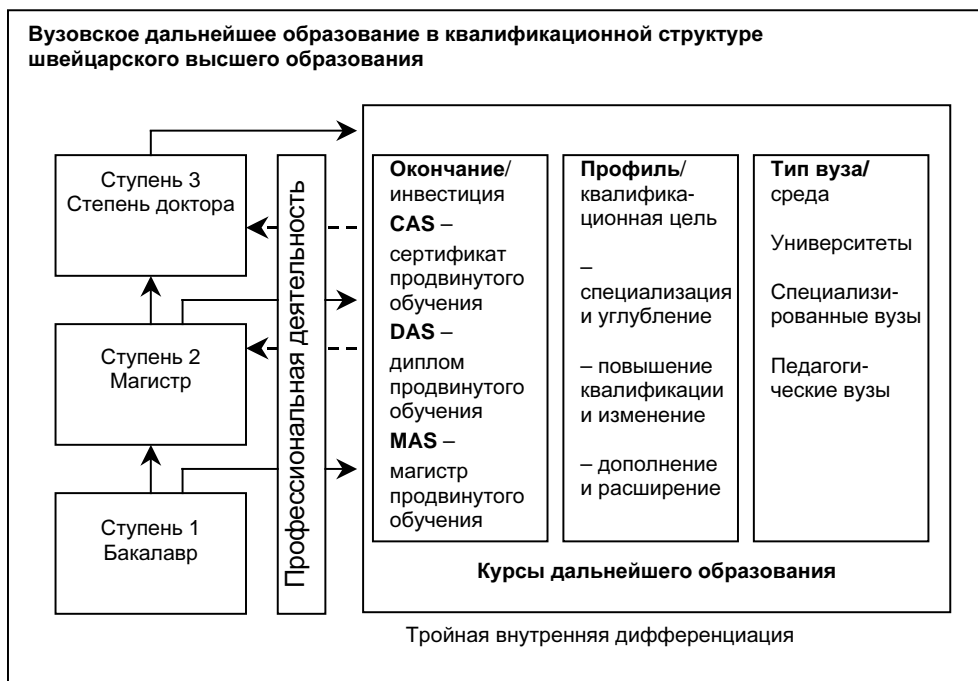 Вузовское дальнейшее образование в квалификационной структуре
швейцарского высшего образования
Ступень 3
Степень доктора
Ступень 2
Магистр
Ступень 1
Бакалавр
Профессиональная деятельность
Окончание/
инвестиция
CAS –
сертификат
продвинутого
обучения
DAS –
диплом
продвинутого
обучения
MAS –
магистр
продвинутого
обучения
Профиль/
квалифика-
ционная цель
–
специализация
и углубление
– повышение
квалификации
и изменение
– дополнение
и расширение
Тип вуза/
среда
Университеты
Специализи-
рованные вузы
Педагоги-
ческие вузы
Курсы дальнейшего образования
Тройная внутренняя дифференциация